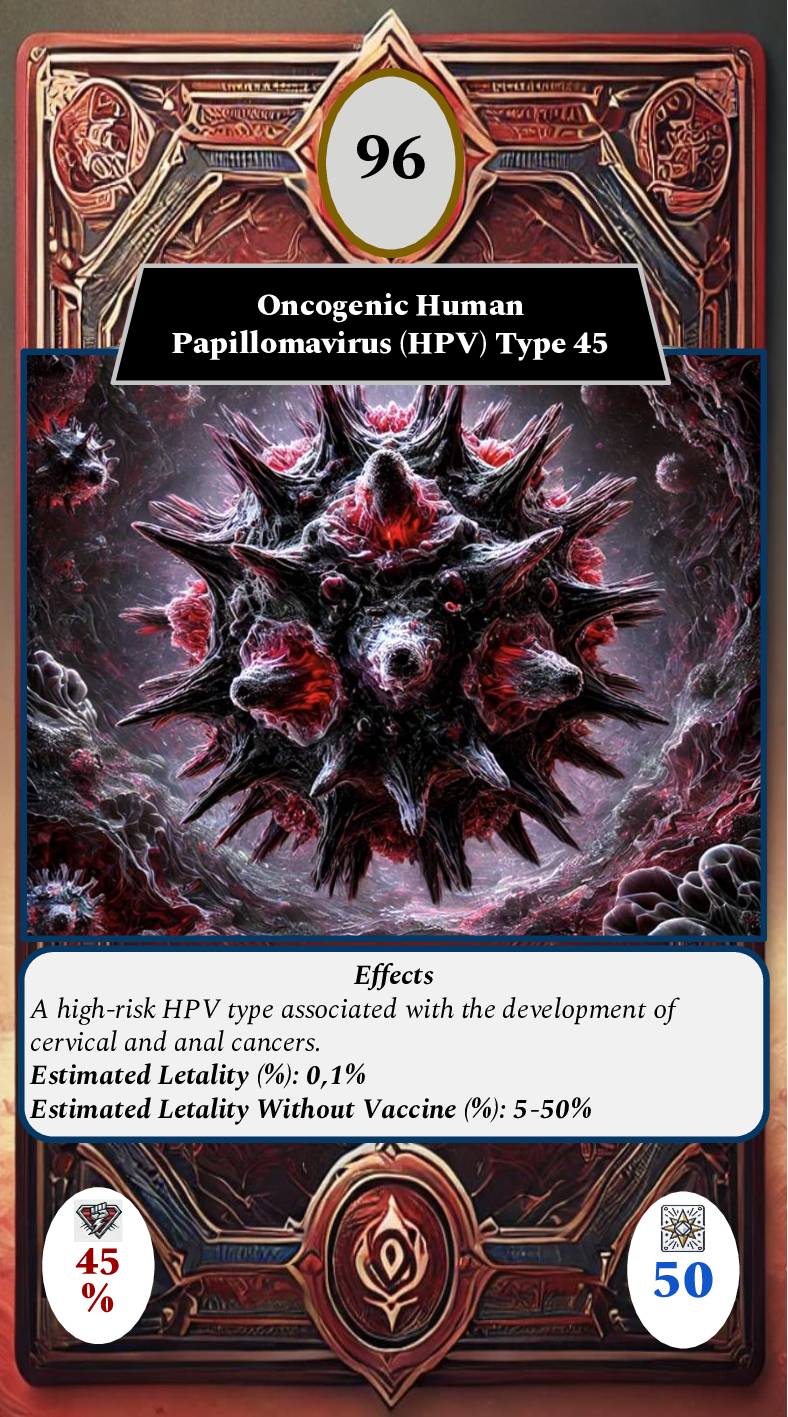 96
Oncogenic Human
Papillomavirus (HPV) Type 45
Effects
A high-risk HPV type associated with the development of
cervical and anal cancers.
Estimated Letality (%): 0,1%
Estimated Letality Without Vaccine (%): 5-50%
45
%
50